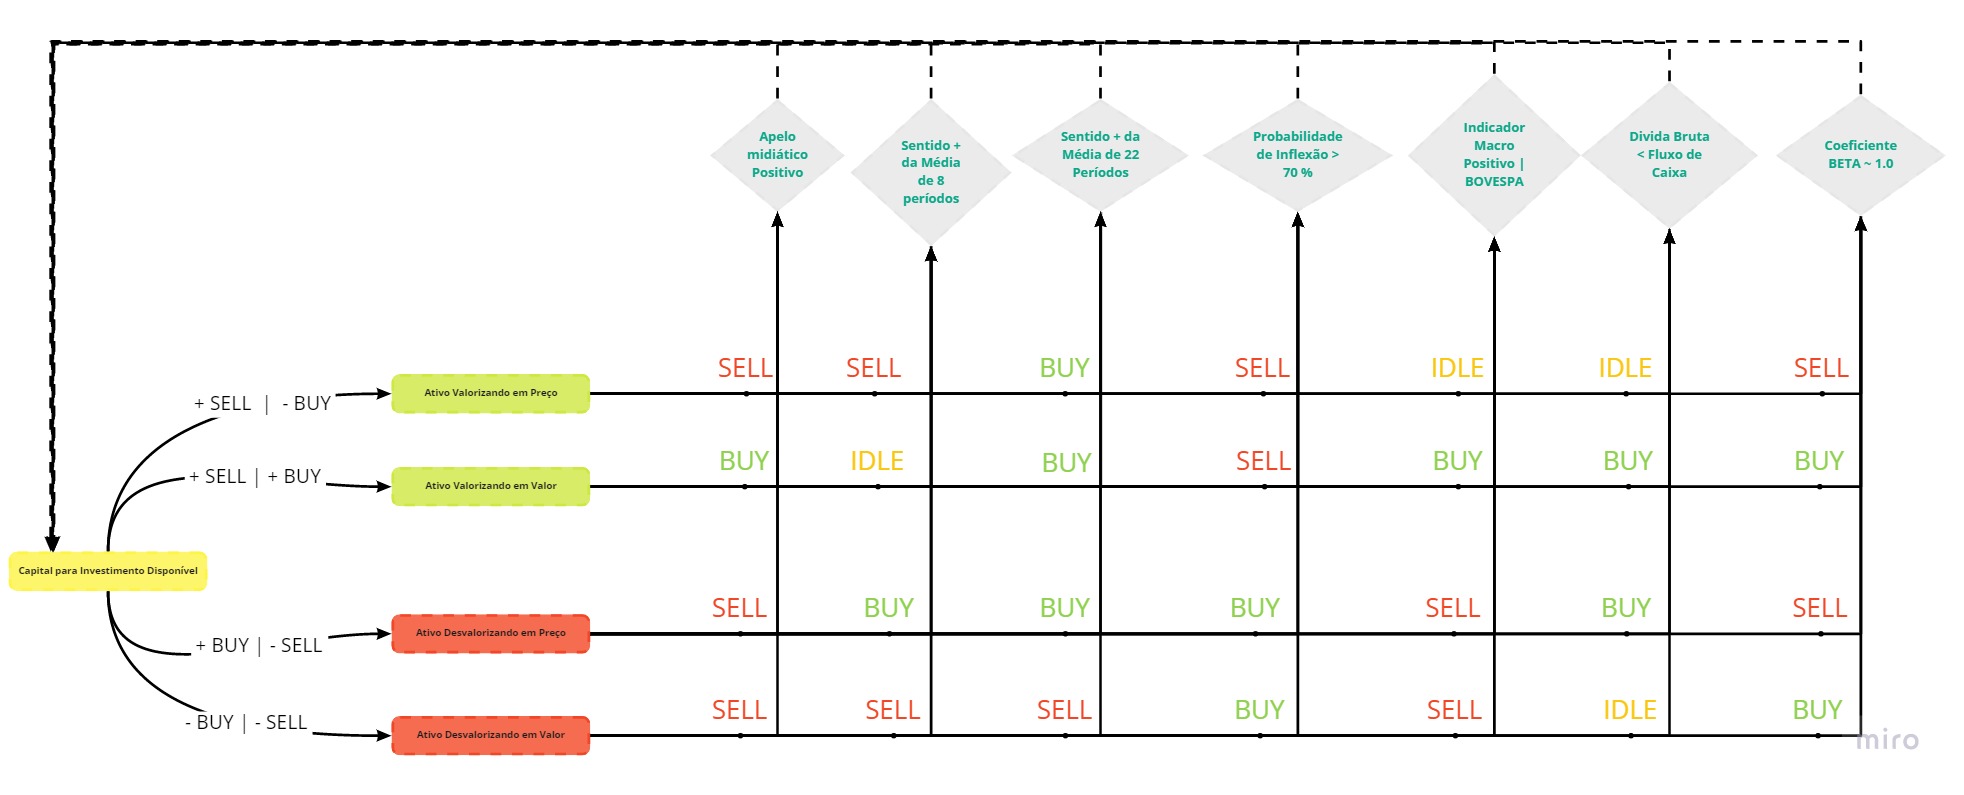 Apelo
midiático
Positivo
Sentido +
da Média
de 8
períodos
Sentido + da
Média de 22
Períodos
Probabilidade
de Inflexão >
70 %
Indicador
Macro
Positivo |
BOVESPA
Divida Bruta
< Fluxo de
Caixa
Coeficiente
BETA ~ 1.0
+ SELL | - BUY
Ativo Valorizando em Preço
SELL SELL BUY SELL IDLE IDLE SELL
+ SELL | + BUY
Ativo Valorizando em Valor
BUY IDLE BUY SELL BUY BUY BUY
Capital para Investimento Disponível
+ BUY | - SELL
Ativo Desvalorizando em Preço
SELL BUY BUY BUY SELL BUY SELL
- BUY | - SELL
Ativo Desvalorizando em Valor
SELL SELL SELL BUY SELL IDLE BUY
miro